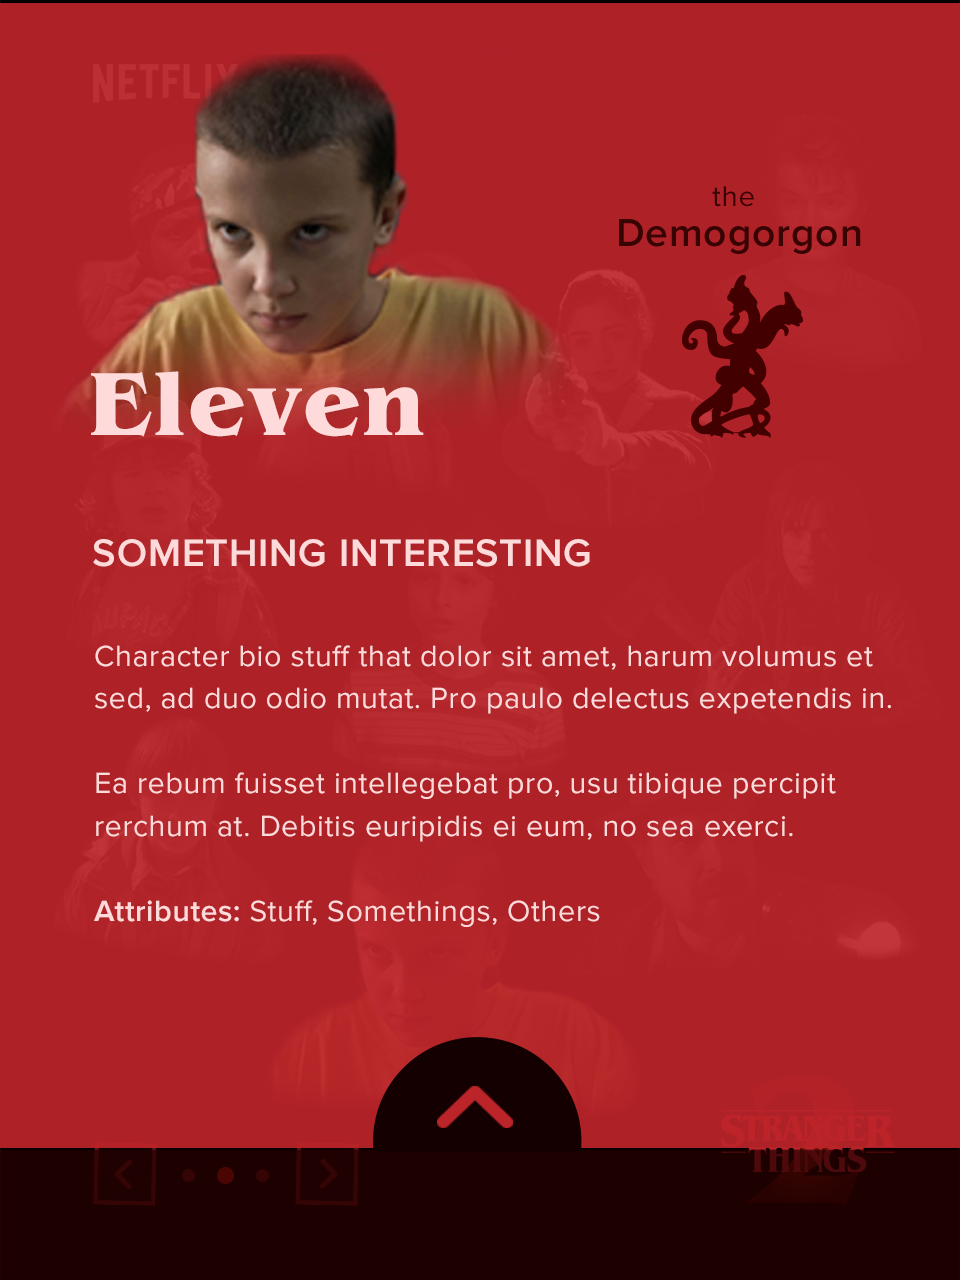 NETFLIX
the
Demogorgon
Eleven
SOMETHING INTERESTING
Character bio stuff that dolor sit amet, harum volumus et
sed, ad duo odio mutat. Pro paulo delectus expetendis in.
Ea rebum fuisset intellegebat pro, usu tibique percipit
rerchum at. Debitis euripidis ei eum, no sea exerci.
Attributes: Stuff, Somethings, Others
STRANGER
THINGS